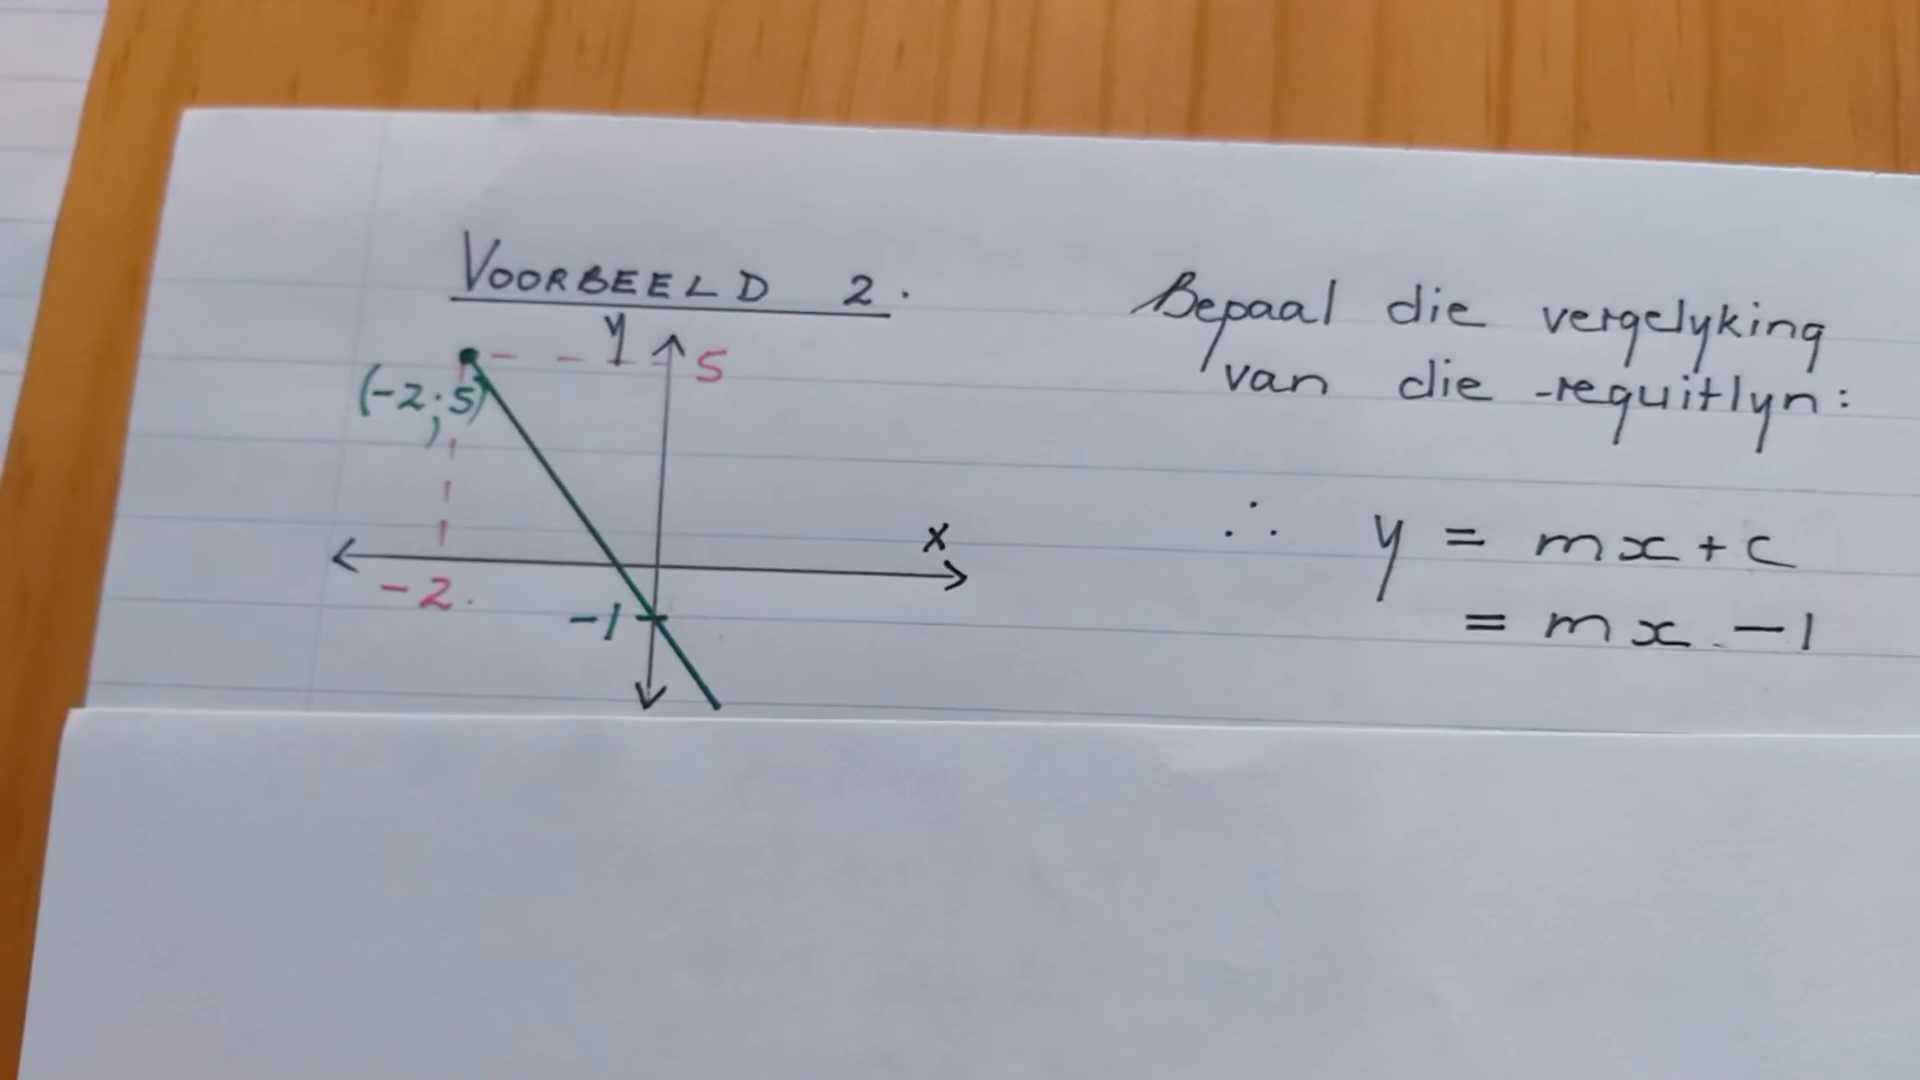 VOORBEELD 2.
y
5
(-2;5)
x
-2.
-1
Bepaal die vergelyking
van die reguitlyn:
∴ y = mx + c
= mx - 1